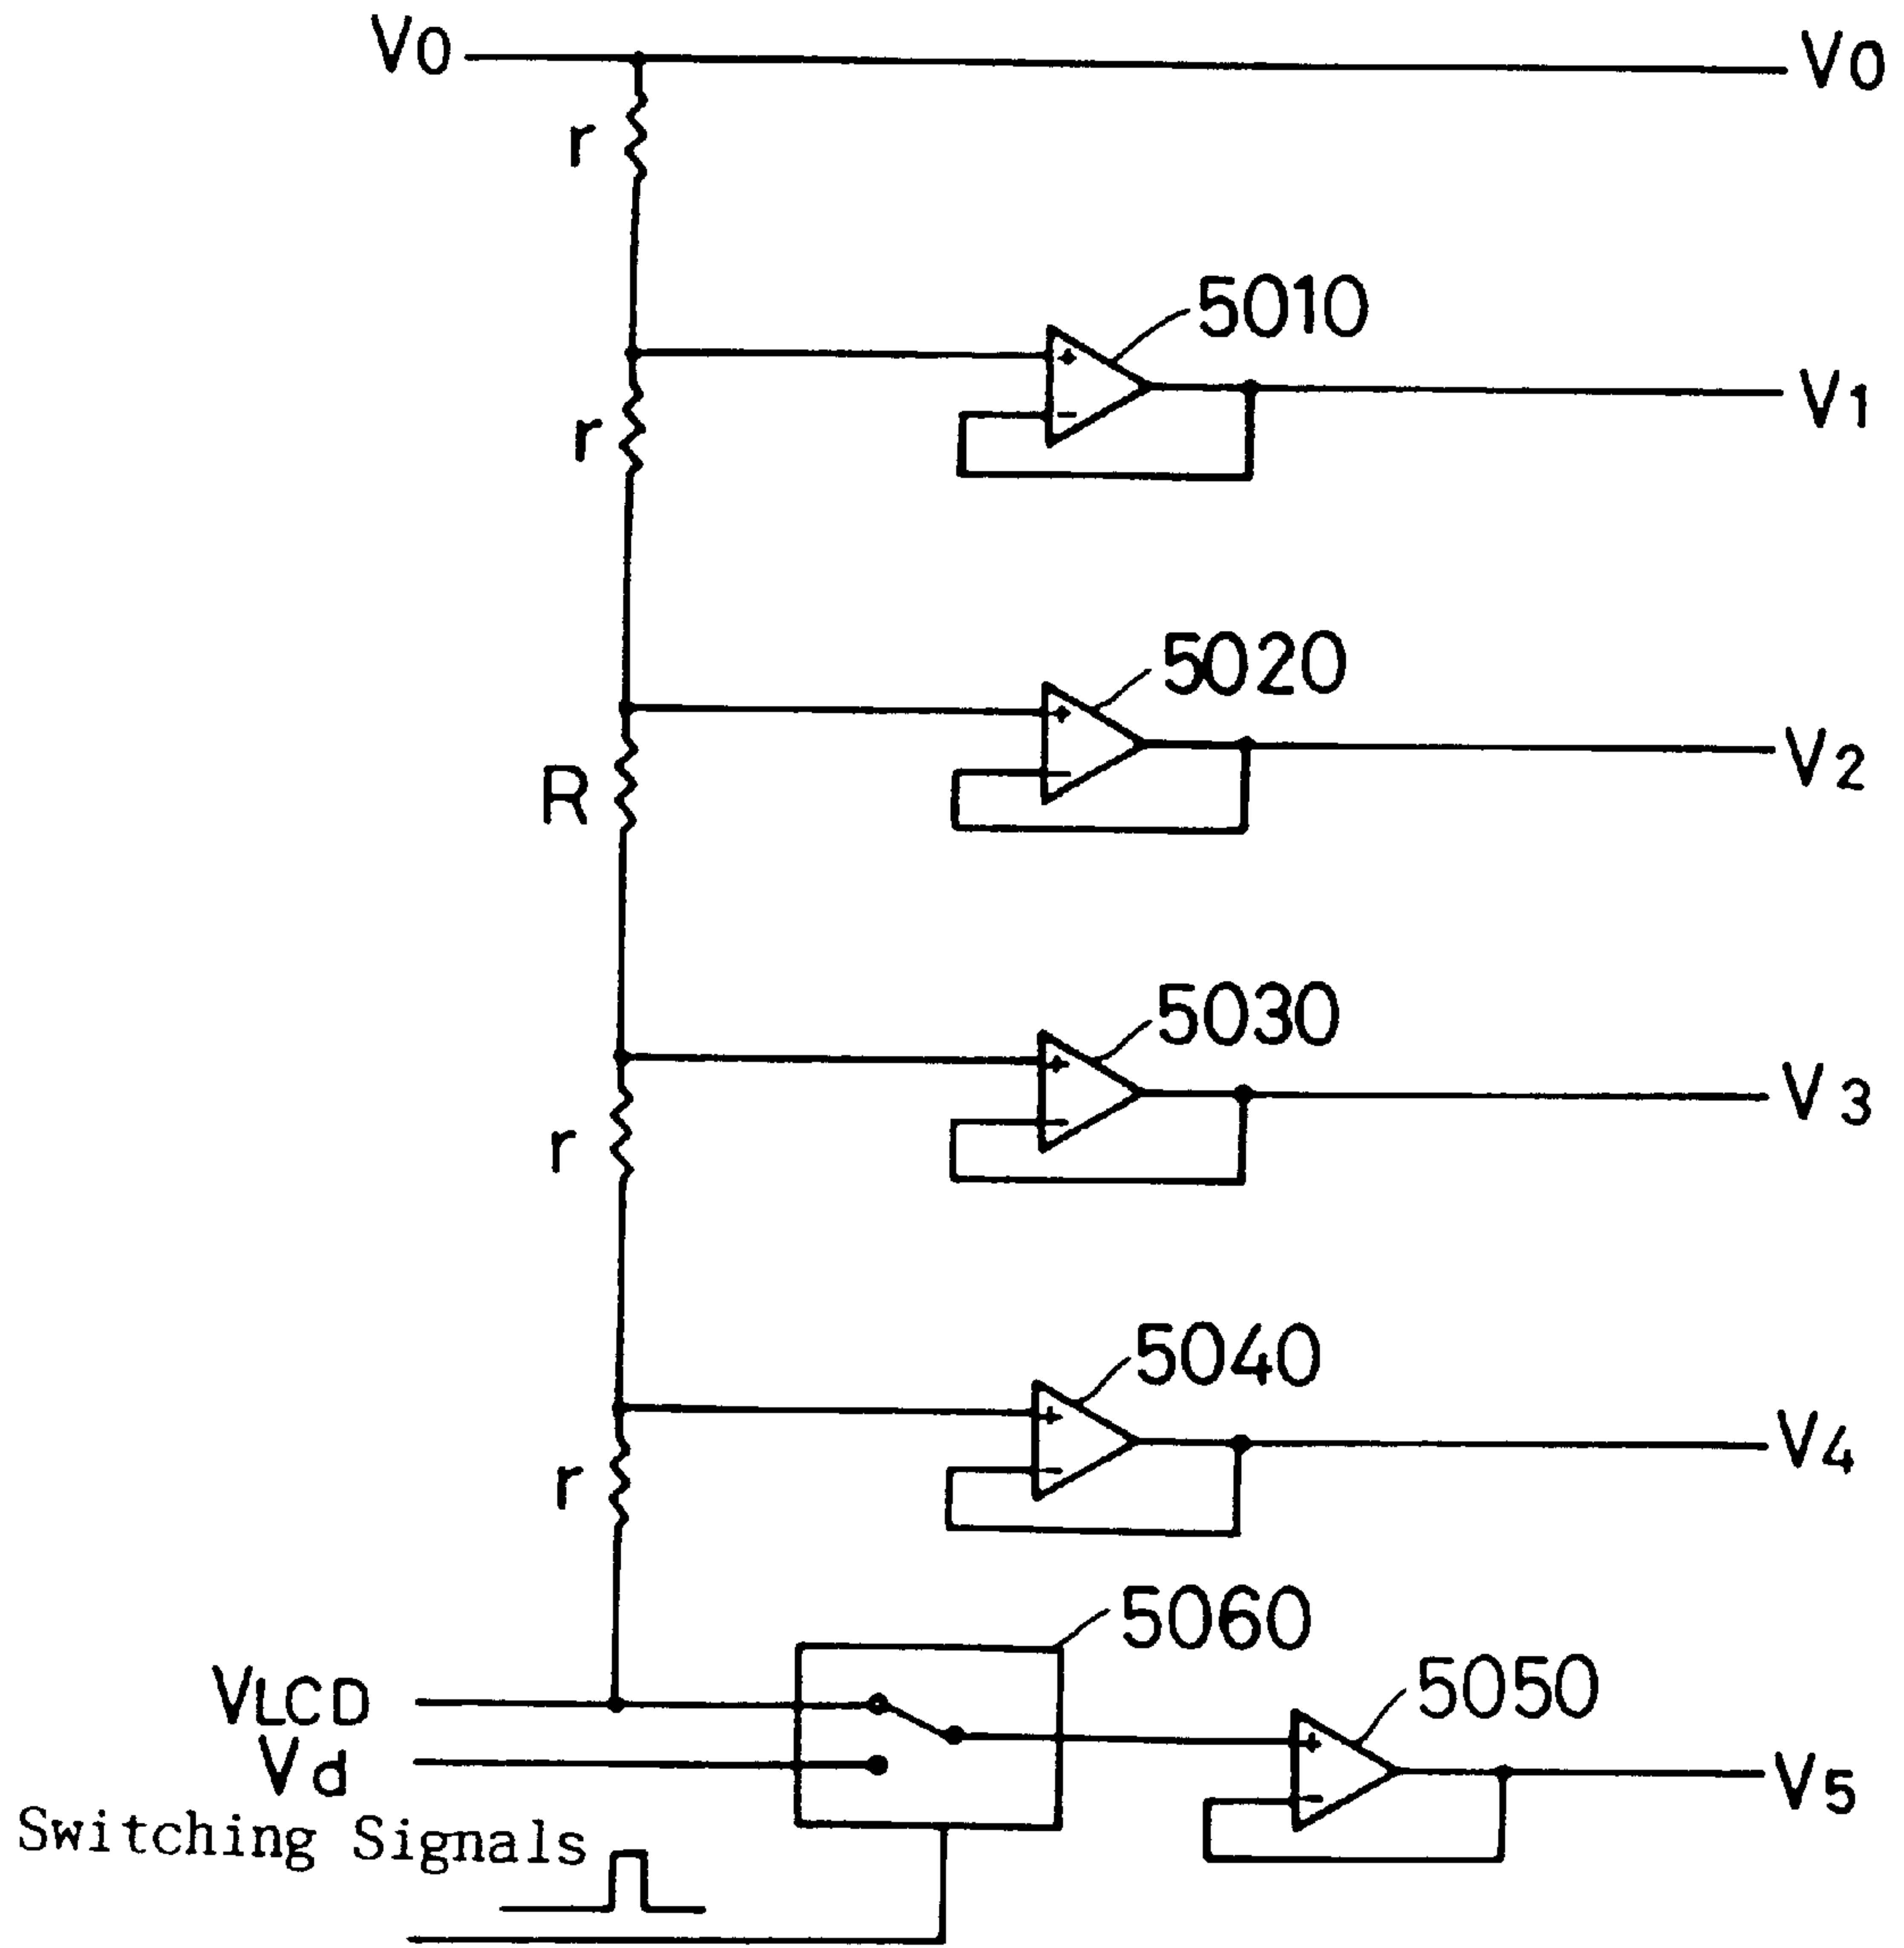 V0
V0
r
5010
+
-
V1
r
5020
+
-
V2
R
5030
+
-
V3
r
5040
+
-
V4
r
5060
VLCD
5050
+
-
Vd
V5
Switching Signals